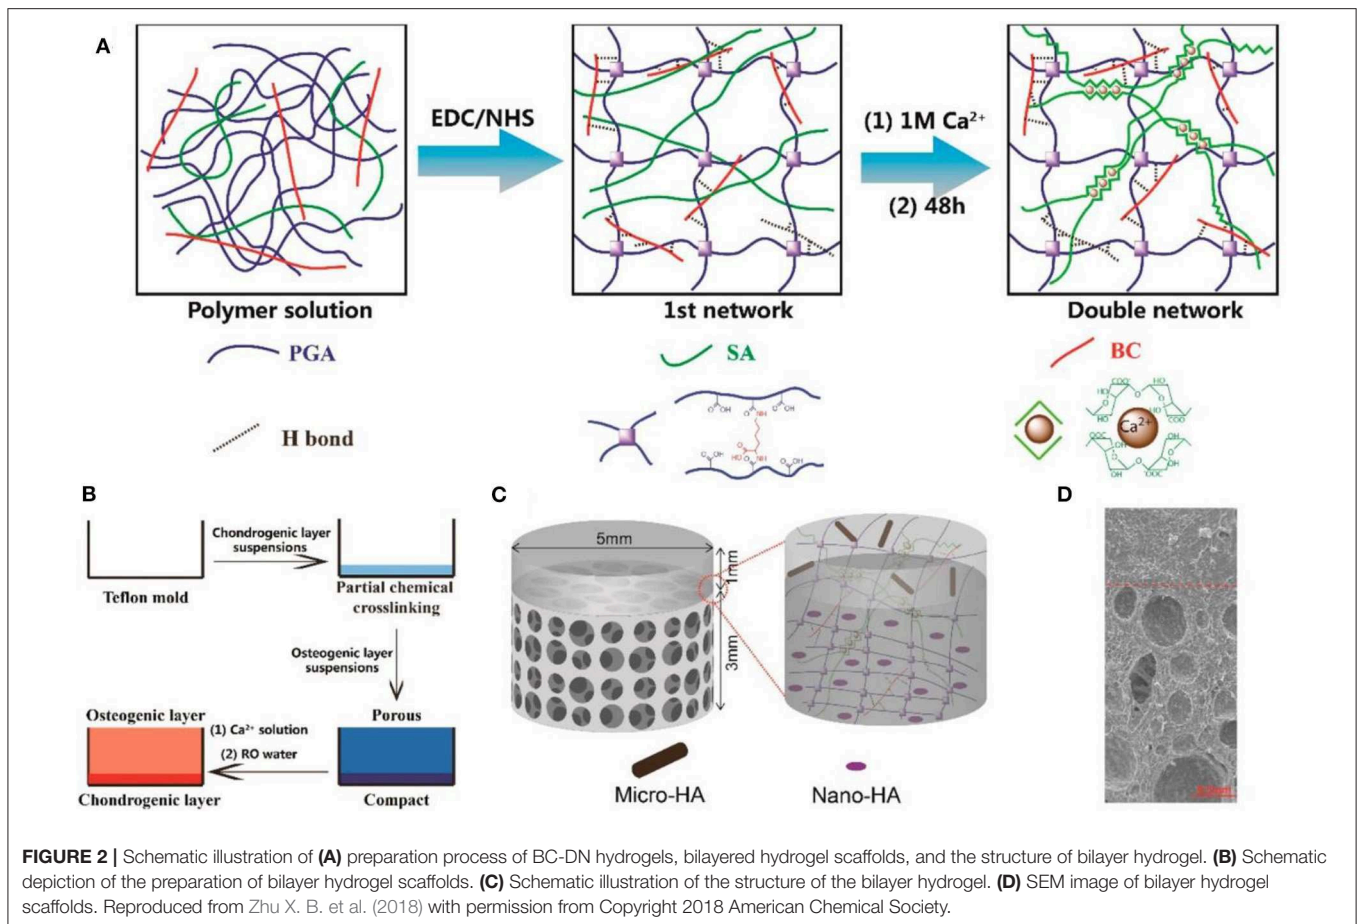 A
EDC/NHS
(1) 1M Ca²⁺
(2) 48h
Polymer solution
1st network
Double network
PGA
SA
BC
H bond
Ca²⁺
B
Chondrogenic layer
suspensions
Teflon mold
Partial chemical
crosslinking
Osteogenic layer
suspensions
Osteogenic layer
(1) Ca²⁺ solution
(2) RO water
Porous
Chondrogenic layer
Compact
C
5mm
1mm
3mm
Micro-HA
Nano-HA
D
FIGURE 2 | Schematic illustration of (A) preparation process of BC-DN hydrogels, bilayered hydrogel scaffolds, and the structure of bilayer hydrogel. (B) Schematic
depiction of the preparation of bilayer hydrogel scaffolds. (C) Schematic illustration of the structure of the bilayer hydrogel. (D) SEM image of bilayer hydrogel
scaffolds. Reproduced from Zhu X. B. et al. (2018) with permission from Copyright 2018 American Chemical Society.